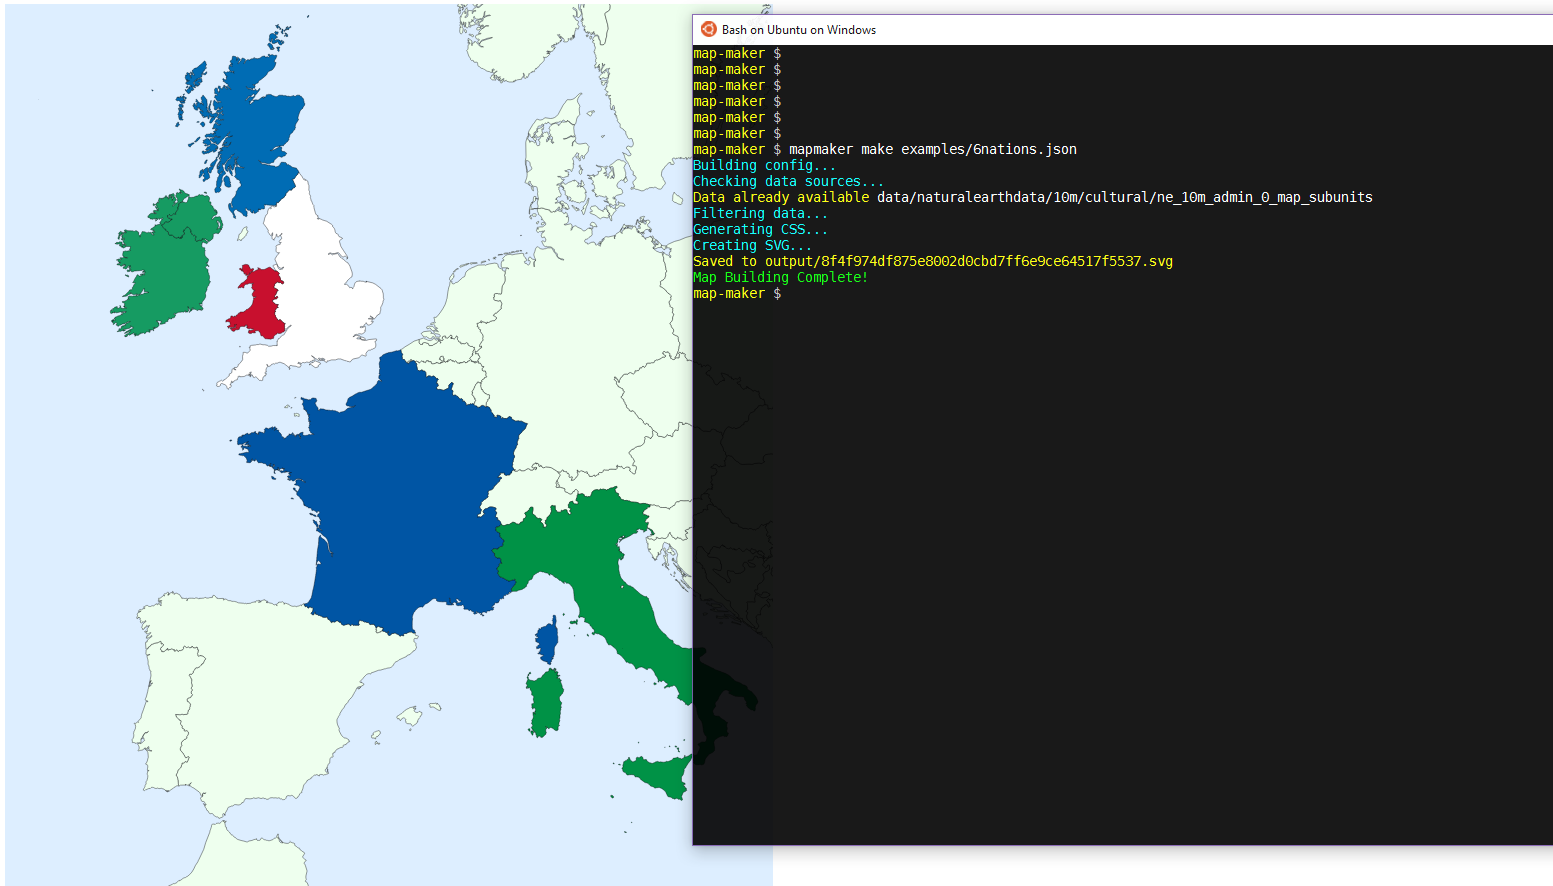 Bash on Ubuntu on Windows
map-maker $
map-maker $
map-maker $
map-maker $
map-maker $
map-maker $
map-maker $ mapmaker make examples/6nations.json
Building config...
Checking data sources...
Data already available data/naturalearthdata/10m/cultural/ne_10m_admin_0_map_subunits
Filtering data...
Generating CSS...
Creating SVG...
Saved to output/8f4f974df875e8002d0cbd7ff6e9ce64517f5537.svg
Map Building Complete!
map-maker $